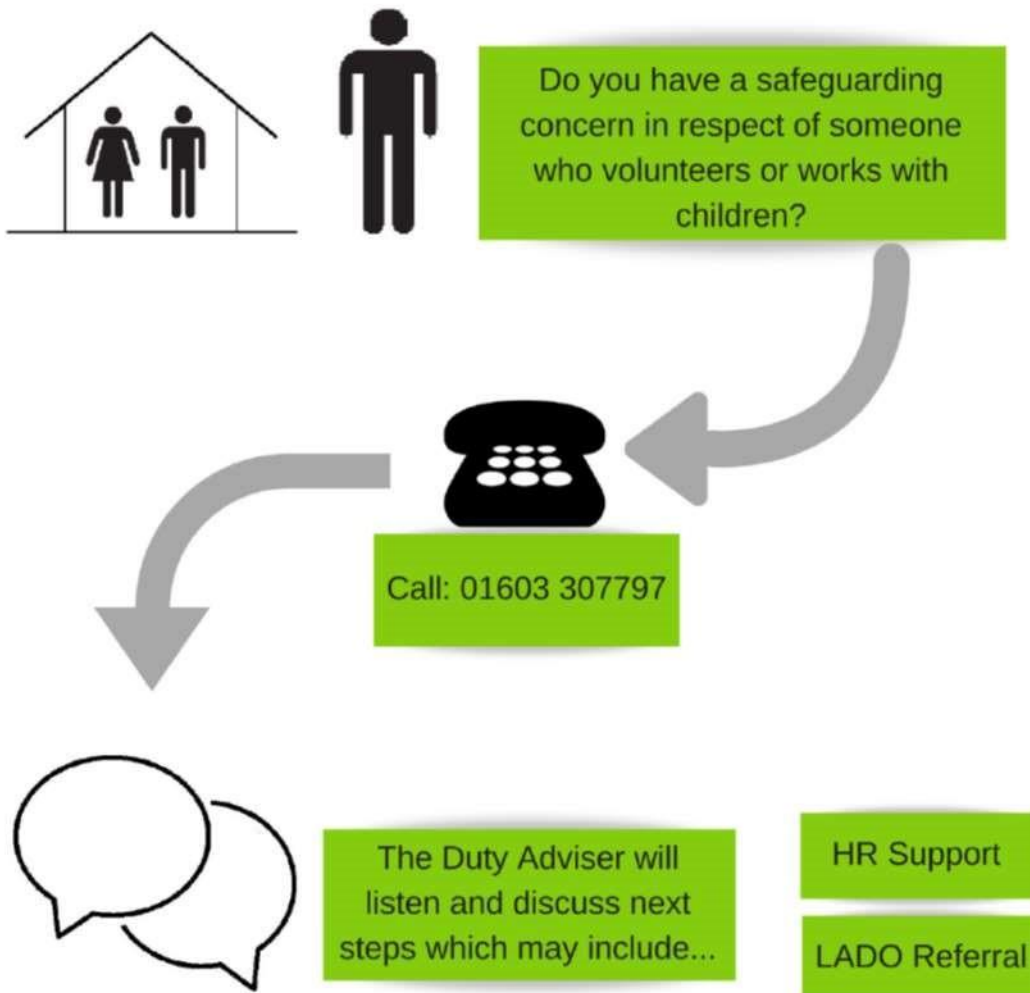 Do you have a safeguarding
concern in respect of someone
who volunteers or works with
children?
Call: 01603 307797
The Duty Adviser will
listen and discuss next
steps which may include...
HR Support
LADO Referral